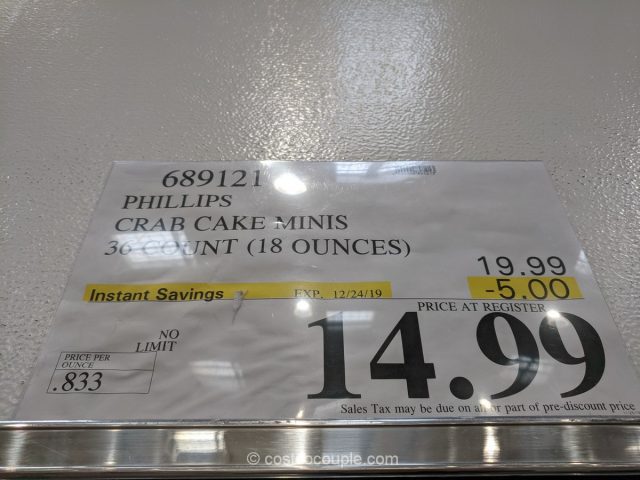 689121
PHILLIPS
CRAB CAKE MINIS
36 COUNT (18 OUNCES)
19.99
Instant Savings EXP. 12/24/19 -5.00
PRICE AT REGISTER
14.99
NO
LIMIT
PRICE PER
OUNCE
.833
Sales Tax may be due on all or part of pre-discount price
© costcocouple.com